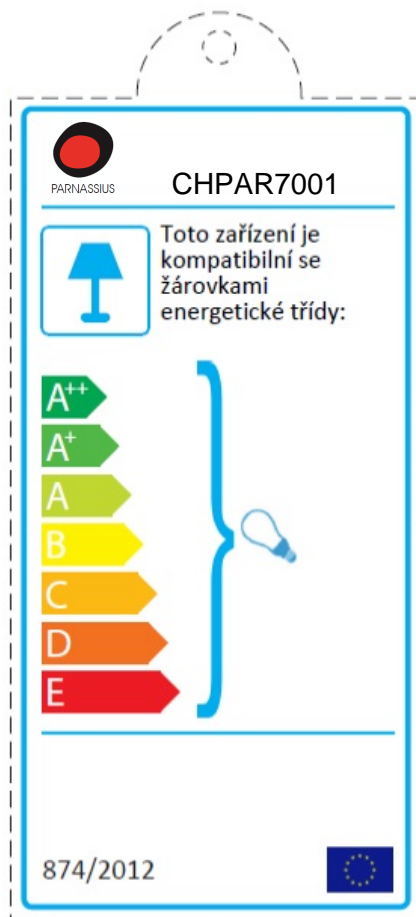 PARNASSIUS
CHPAR7001
Toto zařízení je
kompatibilní se
žárovkami
energetické třídy:
A++
A+
A
B
C
D
E
874/2012